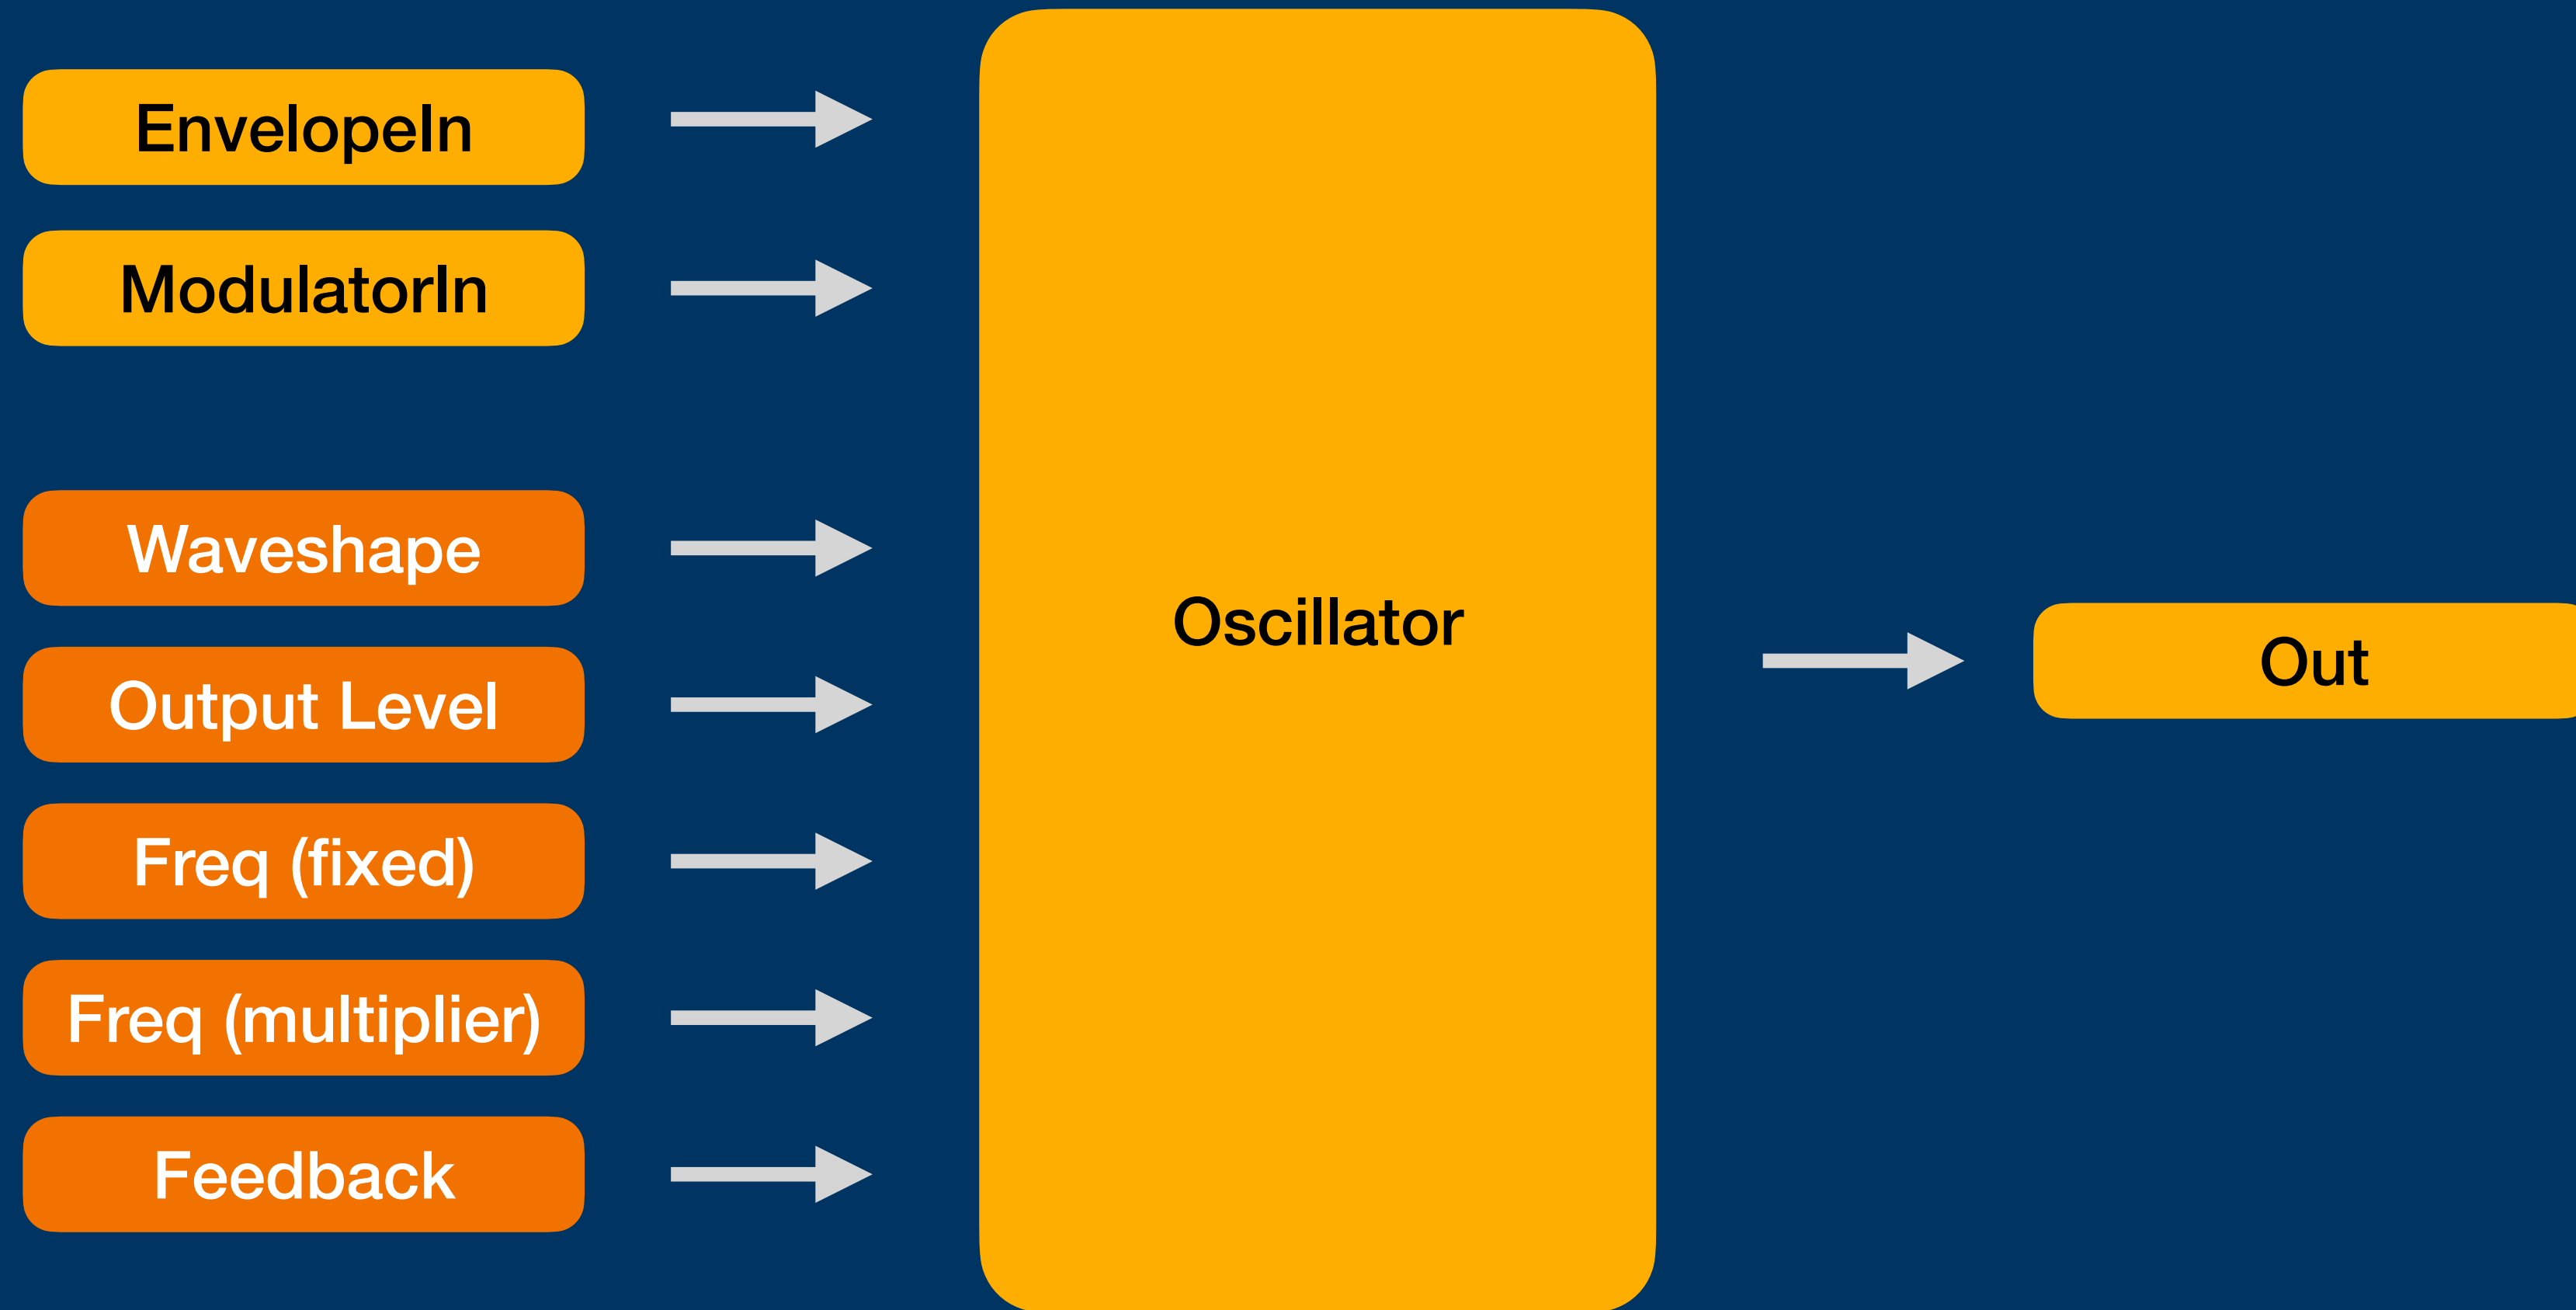 EnvelopeIn
ModulatorIn
Waveshape
Output Level
Freq (fixed)
Freq (multiplier)
Feedback
Oscillator
Out